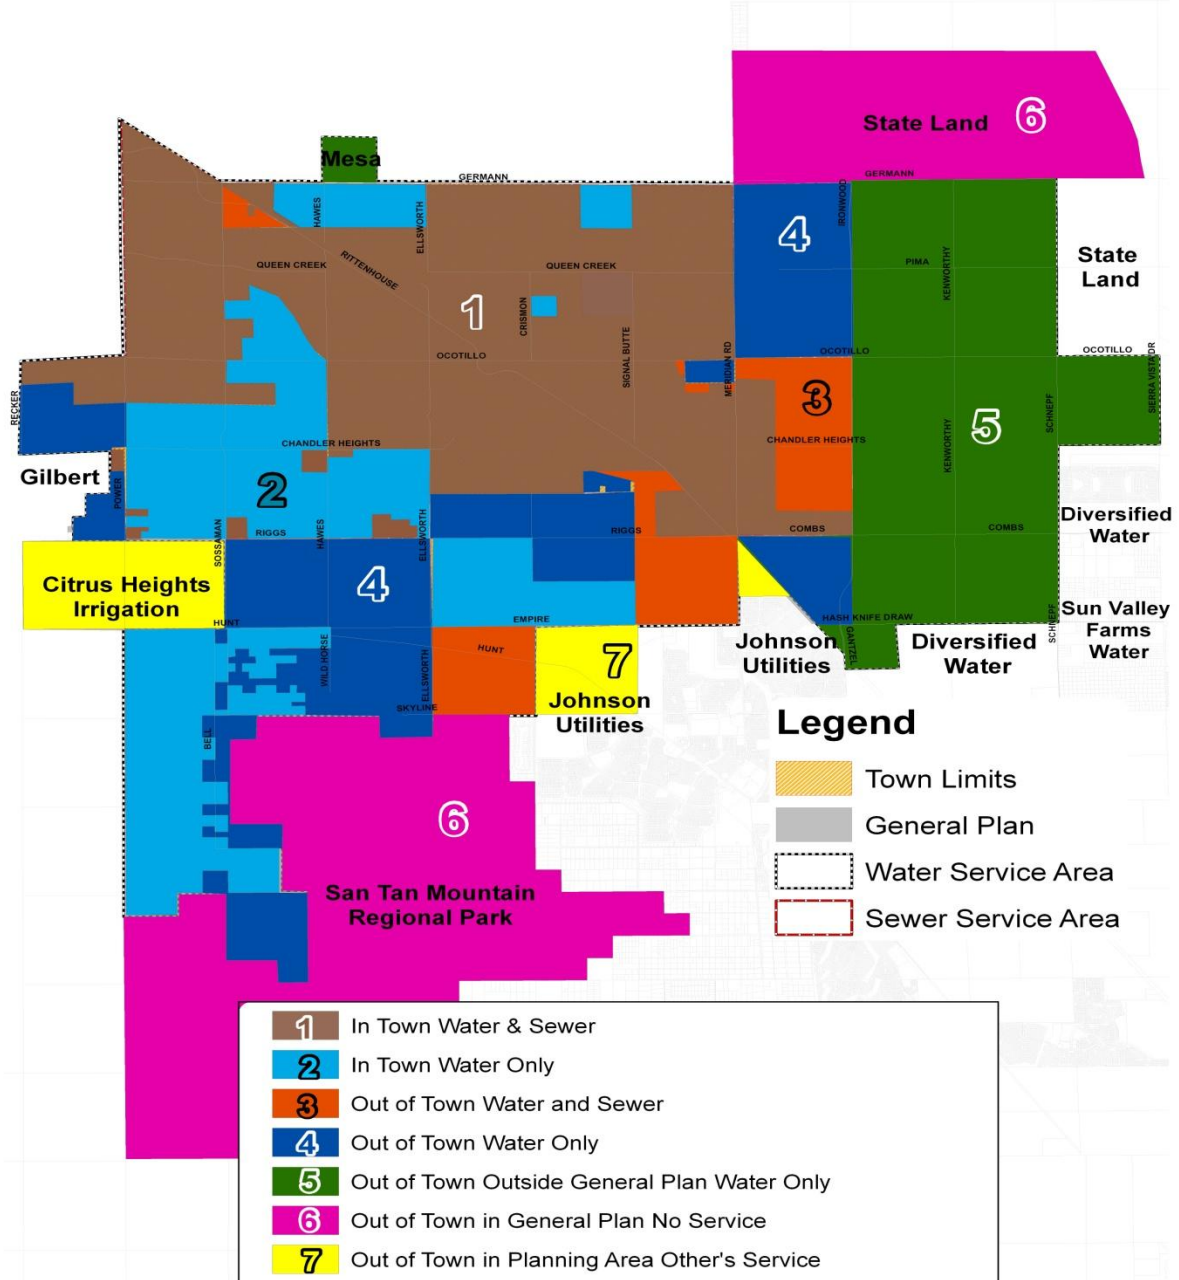 6
State Land
Mesa
GERMANN
GERMANN
HAWES
ELLSWORTH
4
IRONWOOD
QUEEN CREEK
RITTENHOUSE
QUEEN CREEK
PIMA
KENWORTHY
State
Land
1
CRISMON
SIGNAL BUTTE
OCOTILLO
MERIDIAN RD
OCOTILLO
OCOTILLO
SIERRA VISTA DR
RECKER
3
5
SCHNEPF
CHANDLER HEIGHTS
CHANDLER HEIGHTS
KENWORTHY
Gilbert
POWER
2
SOSSAMAN
RIGGS
HAWES
ELLSWORTH
RIGGS
COMBS
COMBS
Diversified
Water
Citrus Heights
Irrigation
4
HUNT
EMPIRE
HASH KNIFE DRAW
SCHNEPF
Sun Valley
Farms
Water
WILD HORSE
ELLSWORTH
HUNT
7
Johnson
Utilities
GANTZEL
Diversified
Water
Johnson
Utilities
SKYLINE
BELL
6
San Tan Mountain
Regional Park
Legend
Town Limits
General Plan
Water Service Area
Sewer Service Area
1 In Town Water & Sewer
2 In Town Water Only
3 Out of Town Water and Sewer
4 Out of Town Water Only
5 Out of Town Outside General Plan Water Only
6 Out of Town in General Plan No Service
7 Out of Town in Planning Area Other's Service